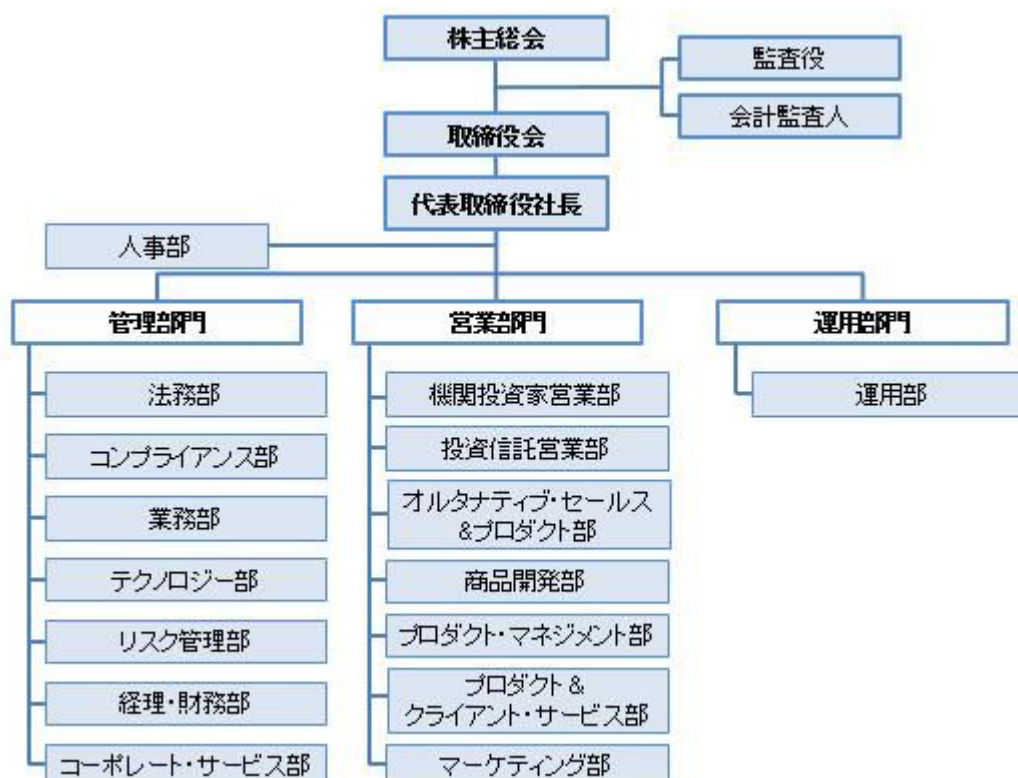 株主総会
監査役
会計監査人
取締役会
代表取締役社長
人事部
管理部門
営業部門
運用部門
法務部
コンプライアンス部
業務部
テクノロジー部
リスク管理部
経理・財務部
コーポレート・サービス部
機関投資家営業部
投資信託営業部
オルタナティブ・セールス
&プロダクト部
商品開発部
プロダクト・マネジメント部
プロダクト &
クライアント・サービス部
マーケティング部
運用部